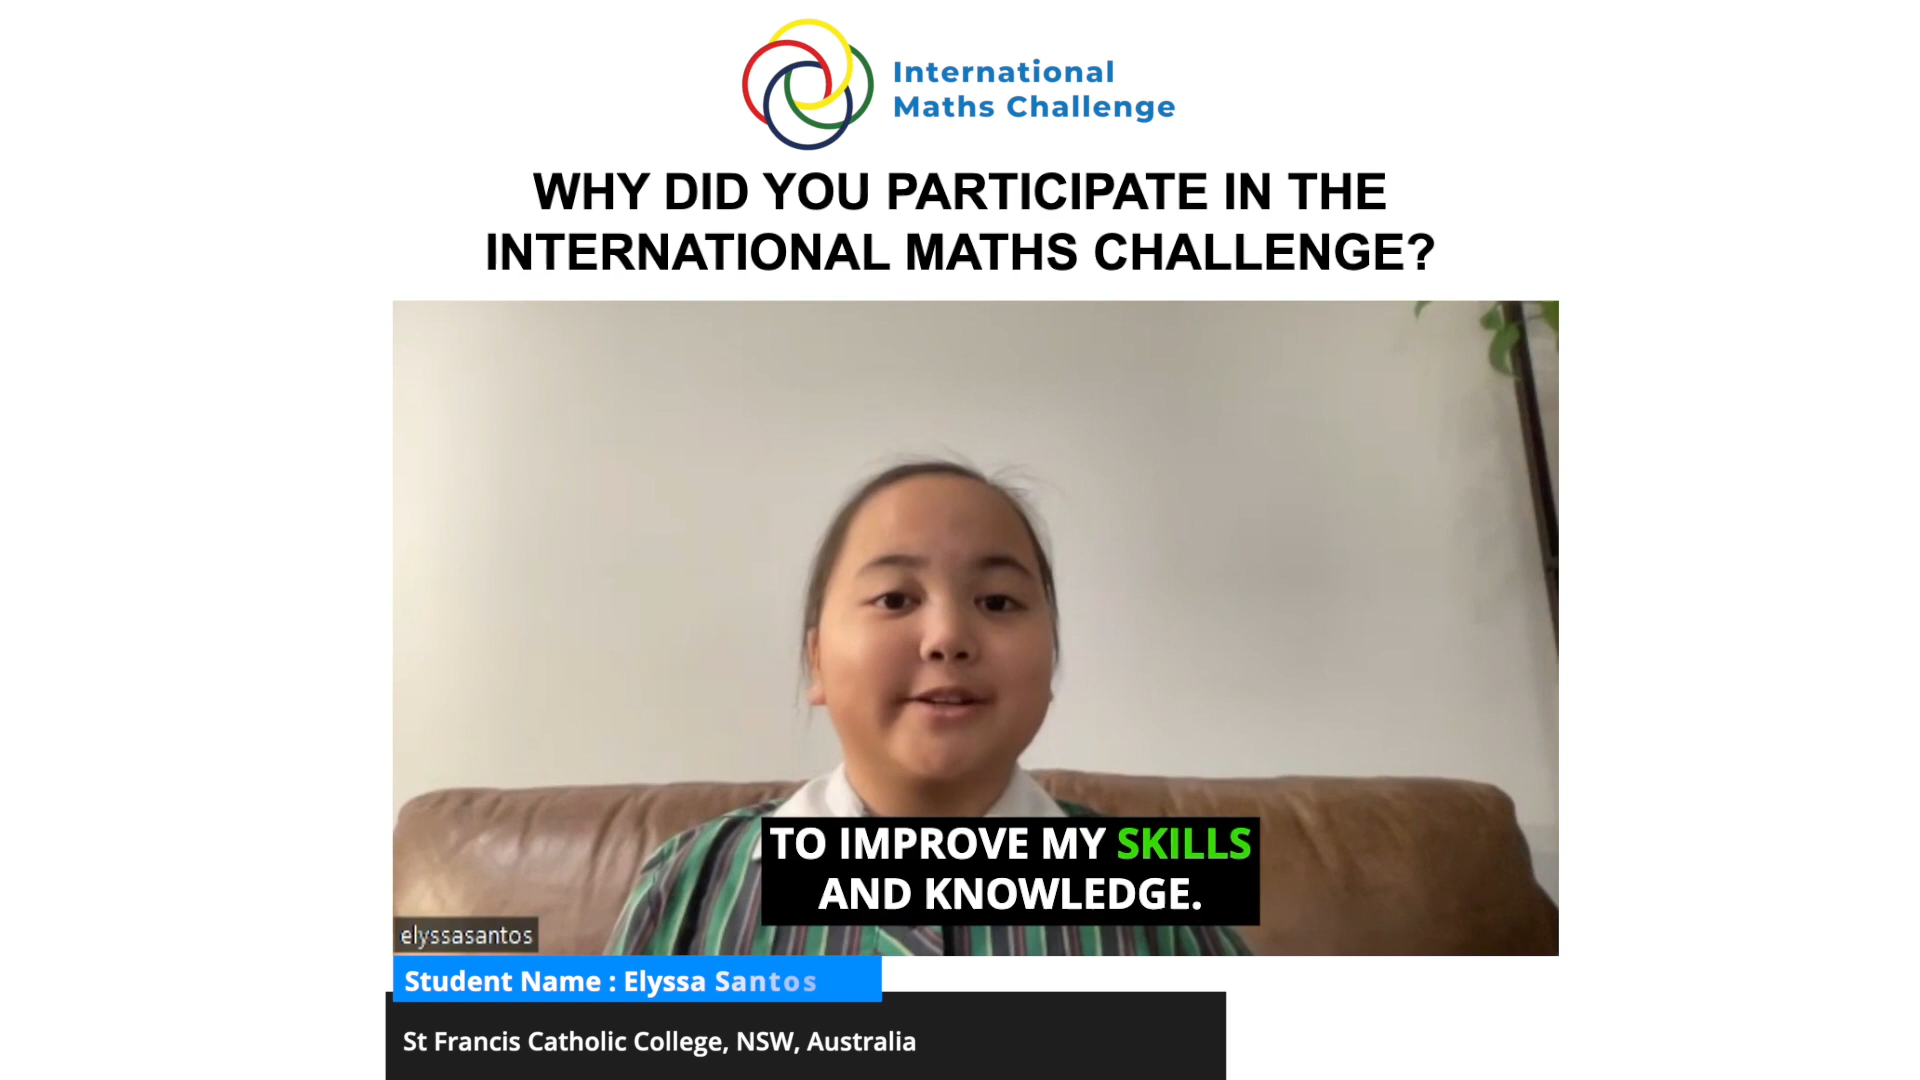 International
Maths Challenge
WHY DID YOU PARTICIPATE IN THE
INTERNATIONAL MATHS CHALLENGE?
TO IMPROVE MY SKILLS
AND KNOWLEDGE.
elyssasantos
Student Name : Elyssa Santos
St Francis Catholic College, NSW, Australia